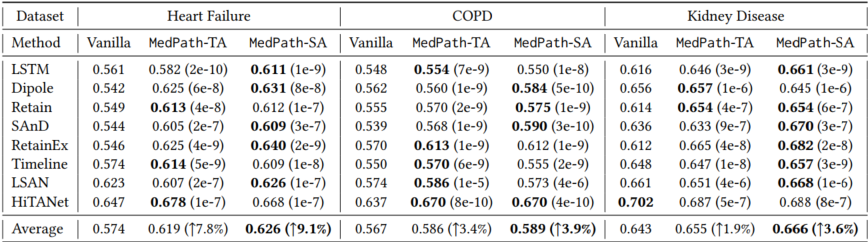 Dataset Heart Failure COPD Kidney Disease
Method Vanilla MedPath-TA MedPath-SA Vanilla MedPath-TA MedPath-SA Vanilla MedPath-TA MedPath-SA
LSTM 0.561 0.582 (2e-10) 0.611 (1e-9) 0.548 0.554 (7e-9) 0.550 (1e-8) 0.616 0.646 (3e-9) 0.661 (3e-9)
Dipole 0.542 0.625 (6e-8) 0.631 (8e-8) 0.562 0.560 (1e-9) 0.584 (5e-10) 0.656 0.657 (1e-6) 0.645 (1e-6)
Retain 0.549 0.613 (4e-8) 0.612 (1e-7) 0.555 0.570 (2e-9) 0.575 (1e-9) 0.614 0.654 (4e-7) 0.654 (6e-7)
SAnD 0.544 0.605 (2e-7) 0.609 (3e-7) 0.539 0.568 (1e-9) 0.590 (3e-10) 0.636 0.633 (9e-7) 0.670 (3e-7)
RetainEx 0.546 0.625 (4e-9) 0.640 (2e-9) 0.570 0.613 (1e-9) 0.612 (1e-9) 0.612 0.665 (4e-8) 0.682 (2e-8)
Timeline 0.574 0.614 (5e-9) 0.609 (1e-8) 0.550 0.570 (6e-9) 0.555 (2e-9) 0.648 0.647 (1e-8) 0.657 (3e-9)
LSAN 0.623 0.607 (2e-7) 0.626 (1e-7) 0.574 0.586 (1e-5) 0.573 (4e-6) 0.661 0.651 (4e-6) 0.668 (1e-6)
HiTANet 0.647 0.678 (1e-7) 0.668 (1e-7) 0.637 0.670 (8e-10) 0.670 (4e-10) 0.702 0.687 (5e-7) 0.688 (8e-7)
Average 0.574 0.619 (↑7.8%) 0.626 (↑9.1%) 0.567 0.586 (↑3.4%) 0.589 (↑3.9%) 0.643 0.655 (↑1.9%) 0.666 (↑3.6%)